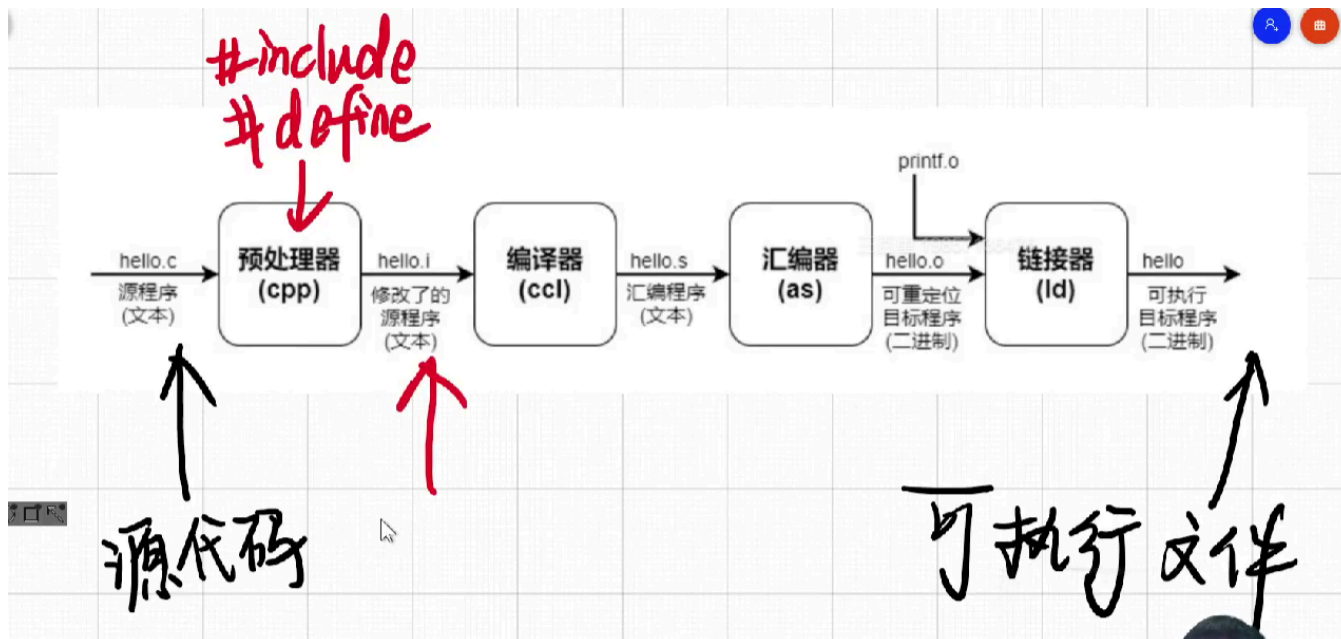 #include
#define
printf.o
hello.c
源程序
(文本)
预处理器
(cpp)
hello.i
修改了的
源程序
(文本)
编译器
(ccl)
hello.s
汇编程序
(文本)
汇编器
(as)
hello.o
可重定位
目标程序
(二进制)
链接器
(ld)
hello
可执行
目标程序
(二进制)
源代码
可执行文件